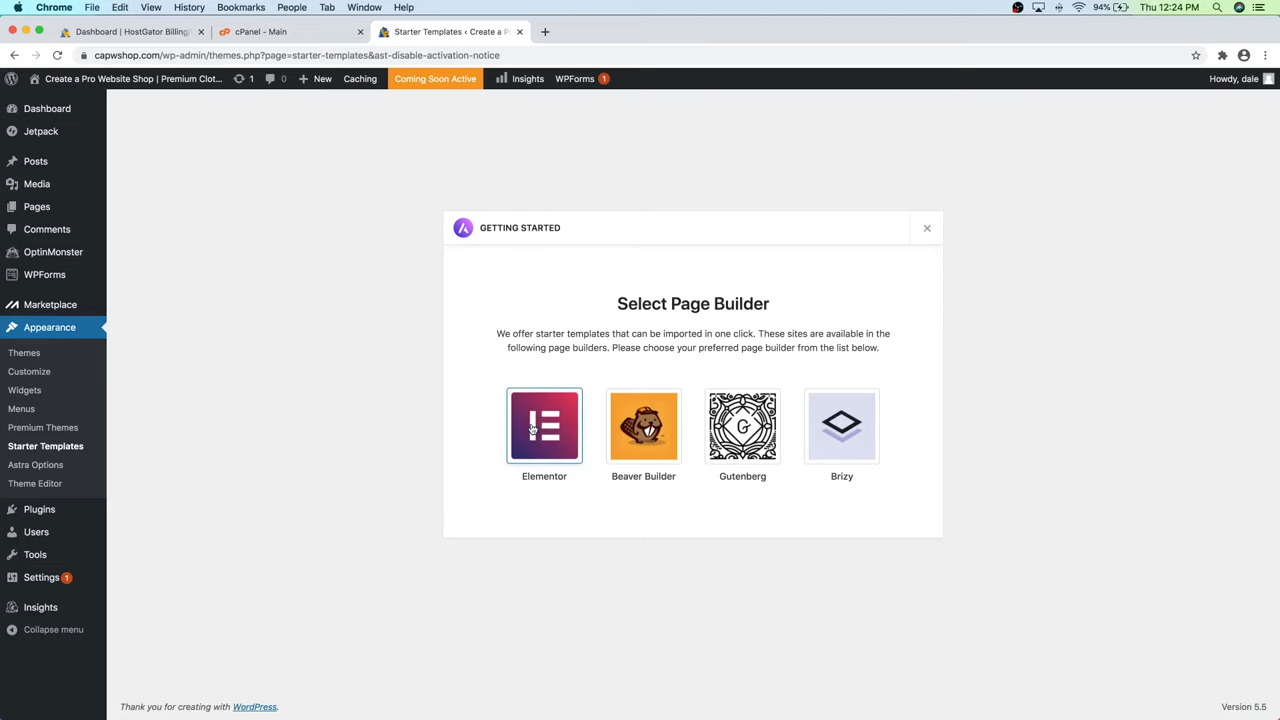 Chrome File Edit View History Bookmarks People Tab Window Help 94% Thu 12:24 PM
Dashboard | HostGator Billing/ cPanel - Main Starter Templates ‹ Create a P
capwshop.com/wp-admin/themes.php?page=starter-templates&ast-disable-activation-notice
Create a Pro Website Shop | Premium Clot... 1 0 + New Caching Coming Soon Active Insights WPForms 1 Howdy, dale
Dashboard
Jetpack
Posts
Media
Pages
Comments
OptinMonster
WPForms
Marketplace
Appearance
Themes
Customize
Widgets
Menus
Premium Themes
Starter Templates
Astra Options
Theme Editor
Plugins
Users
Tools
Settings 1
Insights
Collapse menu
GETTING STARTED
Select Page Builder
We offer starter templates that can be imported in one click. These sites are available in the
following page builders. Please choose your preferred page builder from the list below.
G
Elementor Beaver Builder Gutenberg Brizy
Thank you for creating with WordPress. Version 5.5